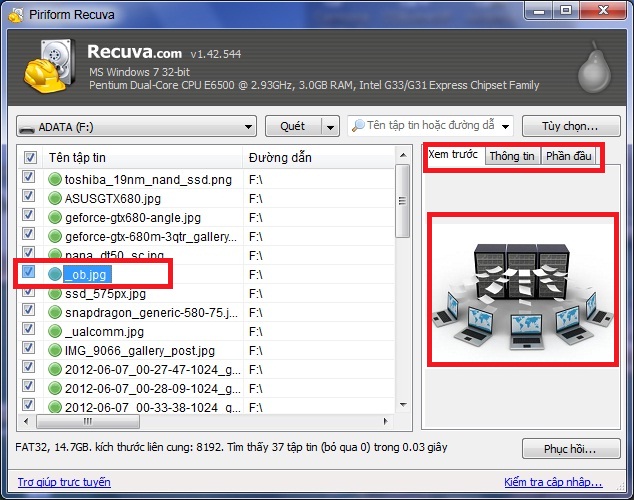 Piriform Recuva
Recuva.com v1.42.544
MS Windows 7 32-bit
Pentium Dual-Core CPU E6500 @ 2.93GHz, 3.0GB RAM, Intel G33/G31 Express Chipset Family
ADATA (F:)
Quét
Tên tập tin hoặc đường dẫ
Tùy chọn...
Tên tập tin Đường dẫn
toshiba_19nm_nand_ssd.png F:\
ASUSGTX680.jpg F:\
geforce-gtx680-angle.jpg F:\
geforce-gtx-680m-3qtr_gallery... F:\
pana_dt50_sc.jpg F:\
_ob.jpg F:\
ssd_575px.jpg F:\
snapdragon_generic-580-75.j... F:\
_ualcomm.jpg F:\
IMG_9066_gallery_post.jpg F:\
2012-06-07_00-27-47-1024_g... F:\
2012-06-07_00-28-09-1024_g... F:\
2012-06-07_00-33-38-1024_g... F:\
Xem trước Thông tin Phần đầu
FAT32, 14.7GB. kích thước liên cung: 8192. Tìm thấy 37 tập tin (bỏ qua 0) trong 0.03 giây
Phục hồi...
Trợ giúp trực tuyến
Kiểm tra cập nhập...